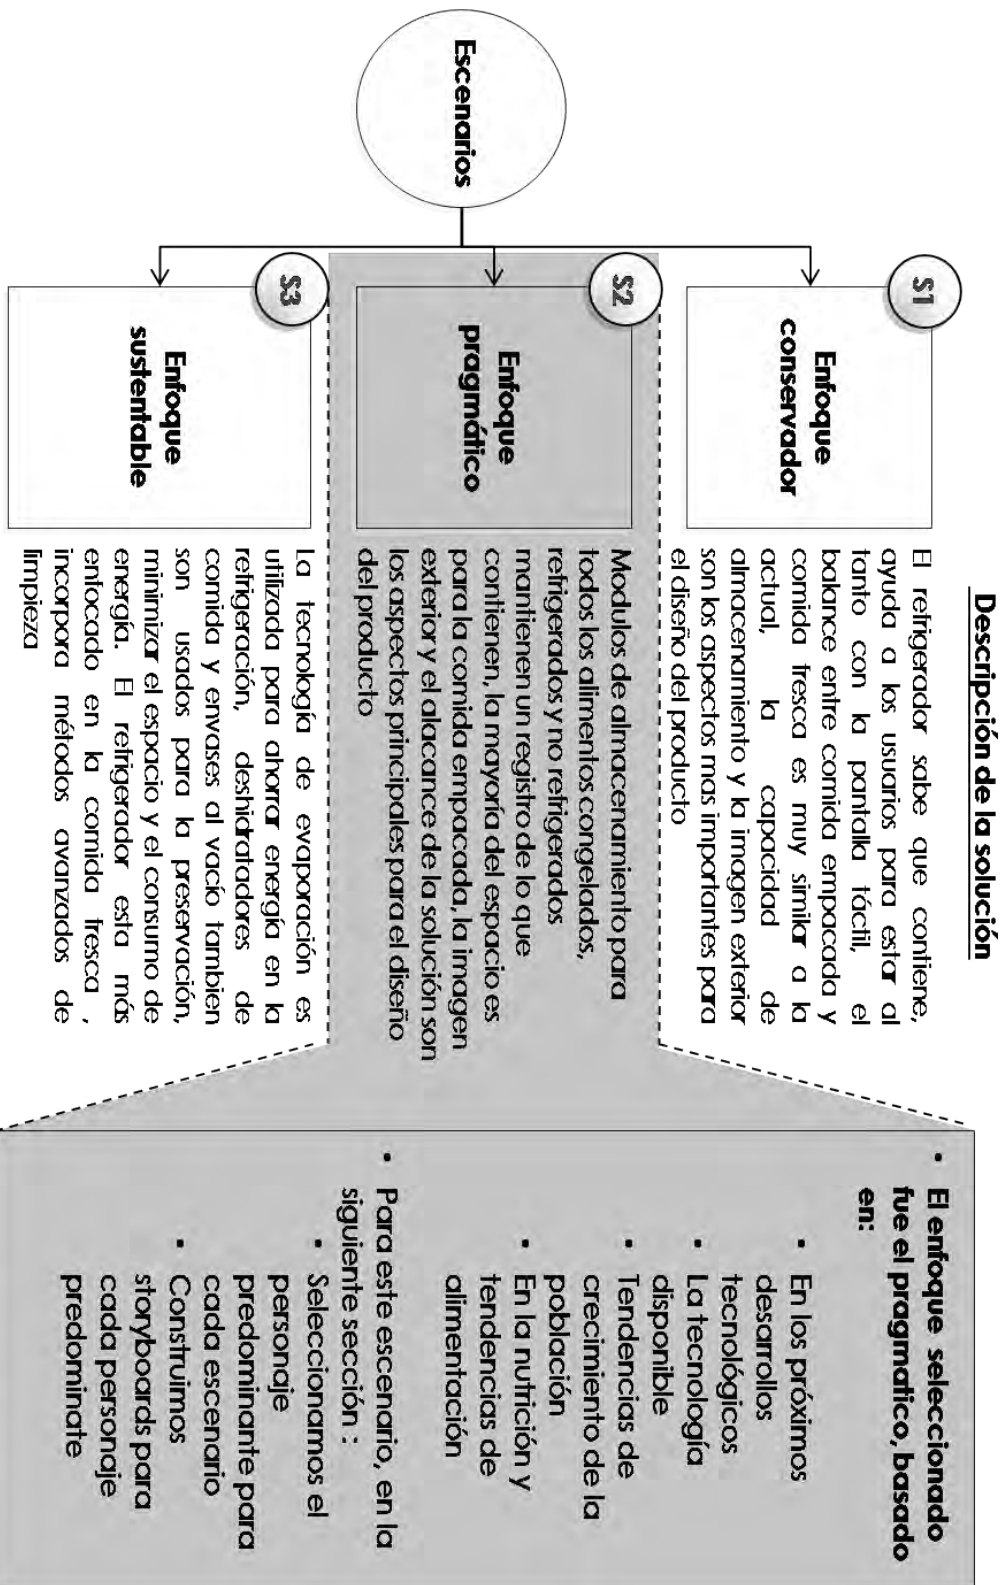 Descripción de la solución
Escenarios
S1
Enfoque
conservador
El refrigerador sabe que contiene,
ayuda a los usuarios para estar al
tanto con la pantalla táctil, el
balance entre comida empacada y
comida fresca es muy similar a la
actual, la capacidad de
almacenamiento y la imagen exterior
son los aspectos mas importantes para
el diseño del producto
S2
Enfoque
pragmático
Modulos de almacenamiento para
todos los alimentos congelados,
refrigerados y no refrigerados
mantienen un registro de lo que
contienen, la mayoría del espacio es
para la comida empacada, la imagen
exterior y el alacance de la solución son
los aspectos principales para el diseño
del producto
S3
Enfoque
sustentable
La tecnología de evaporación es
utilizada para ahorrar energía en la
refrigeración, deshidratadores de
comida y envases al vacío tambien
son usados para la preservación,
minimizar el espacio y el consumo de
energía. El refrigerador esta más
enfocado en la comida fresca ,
incorpora métodos avanzados de
limpieza
• El enfoque seleccionado
fue el pragmatico, basado
en:
• En los próximos
desarrollos
tecnológicos
• La tecnología
disponible
• Tendencias de
crecimiento de la
población
• En la nutrición y
tendencias de
alimentación
• Para este escenario, en la
siguiente sección :
• Seleccionamos el
personaje
predominante para
cada escenario
• Construimos
storyboards para
cada personaje
predominate